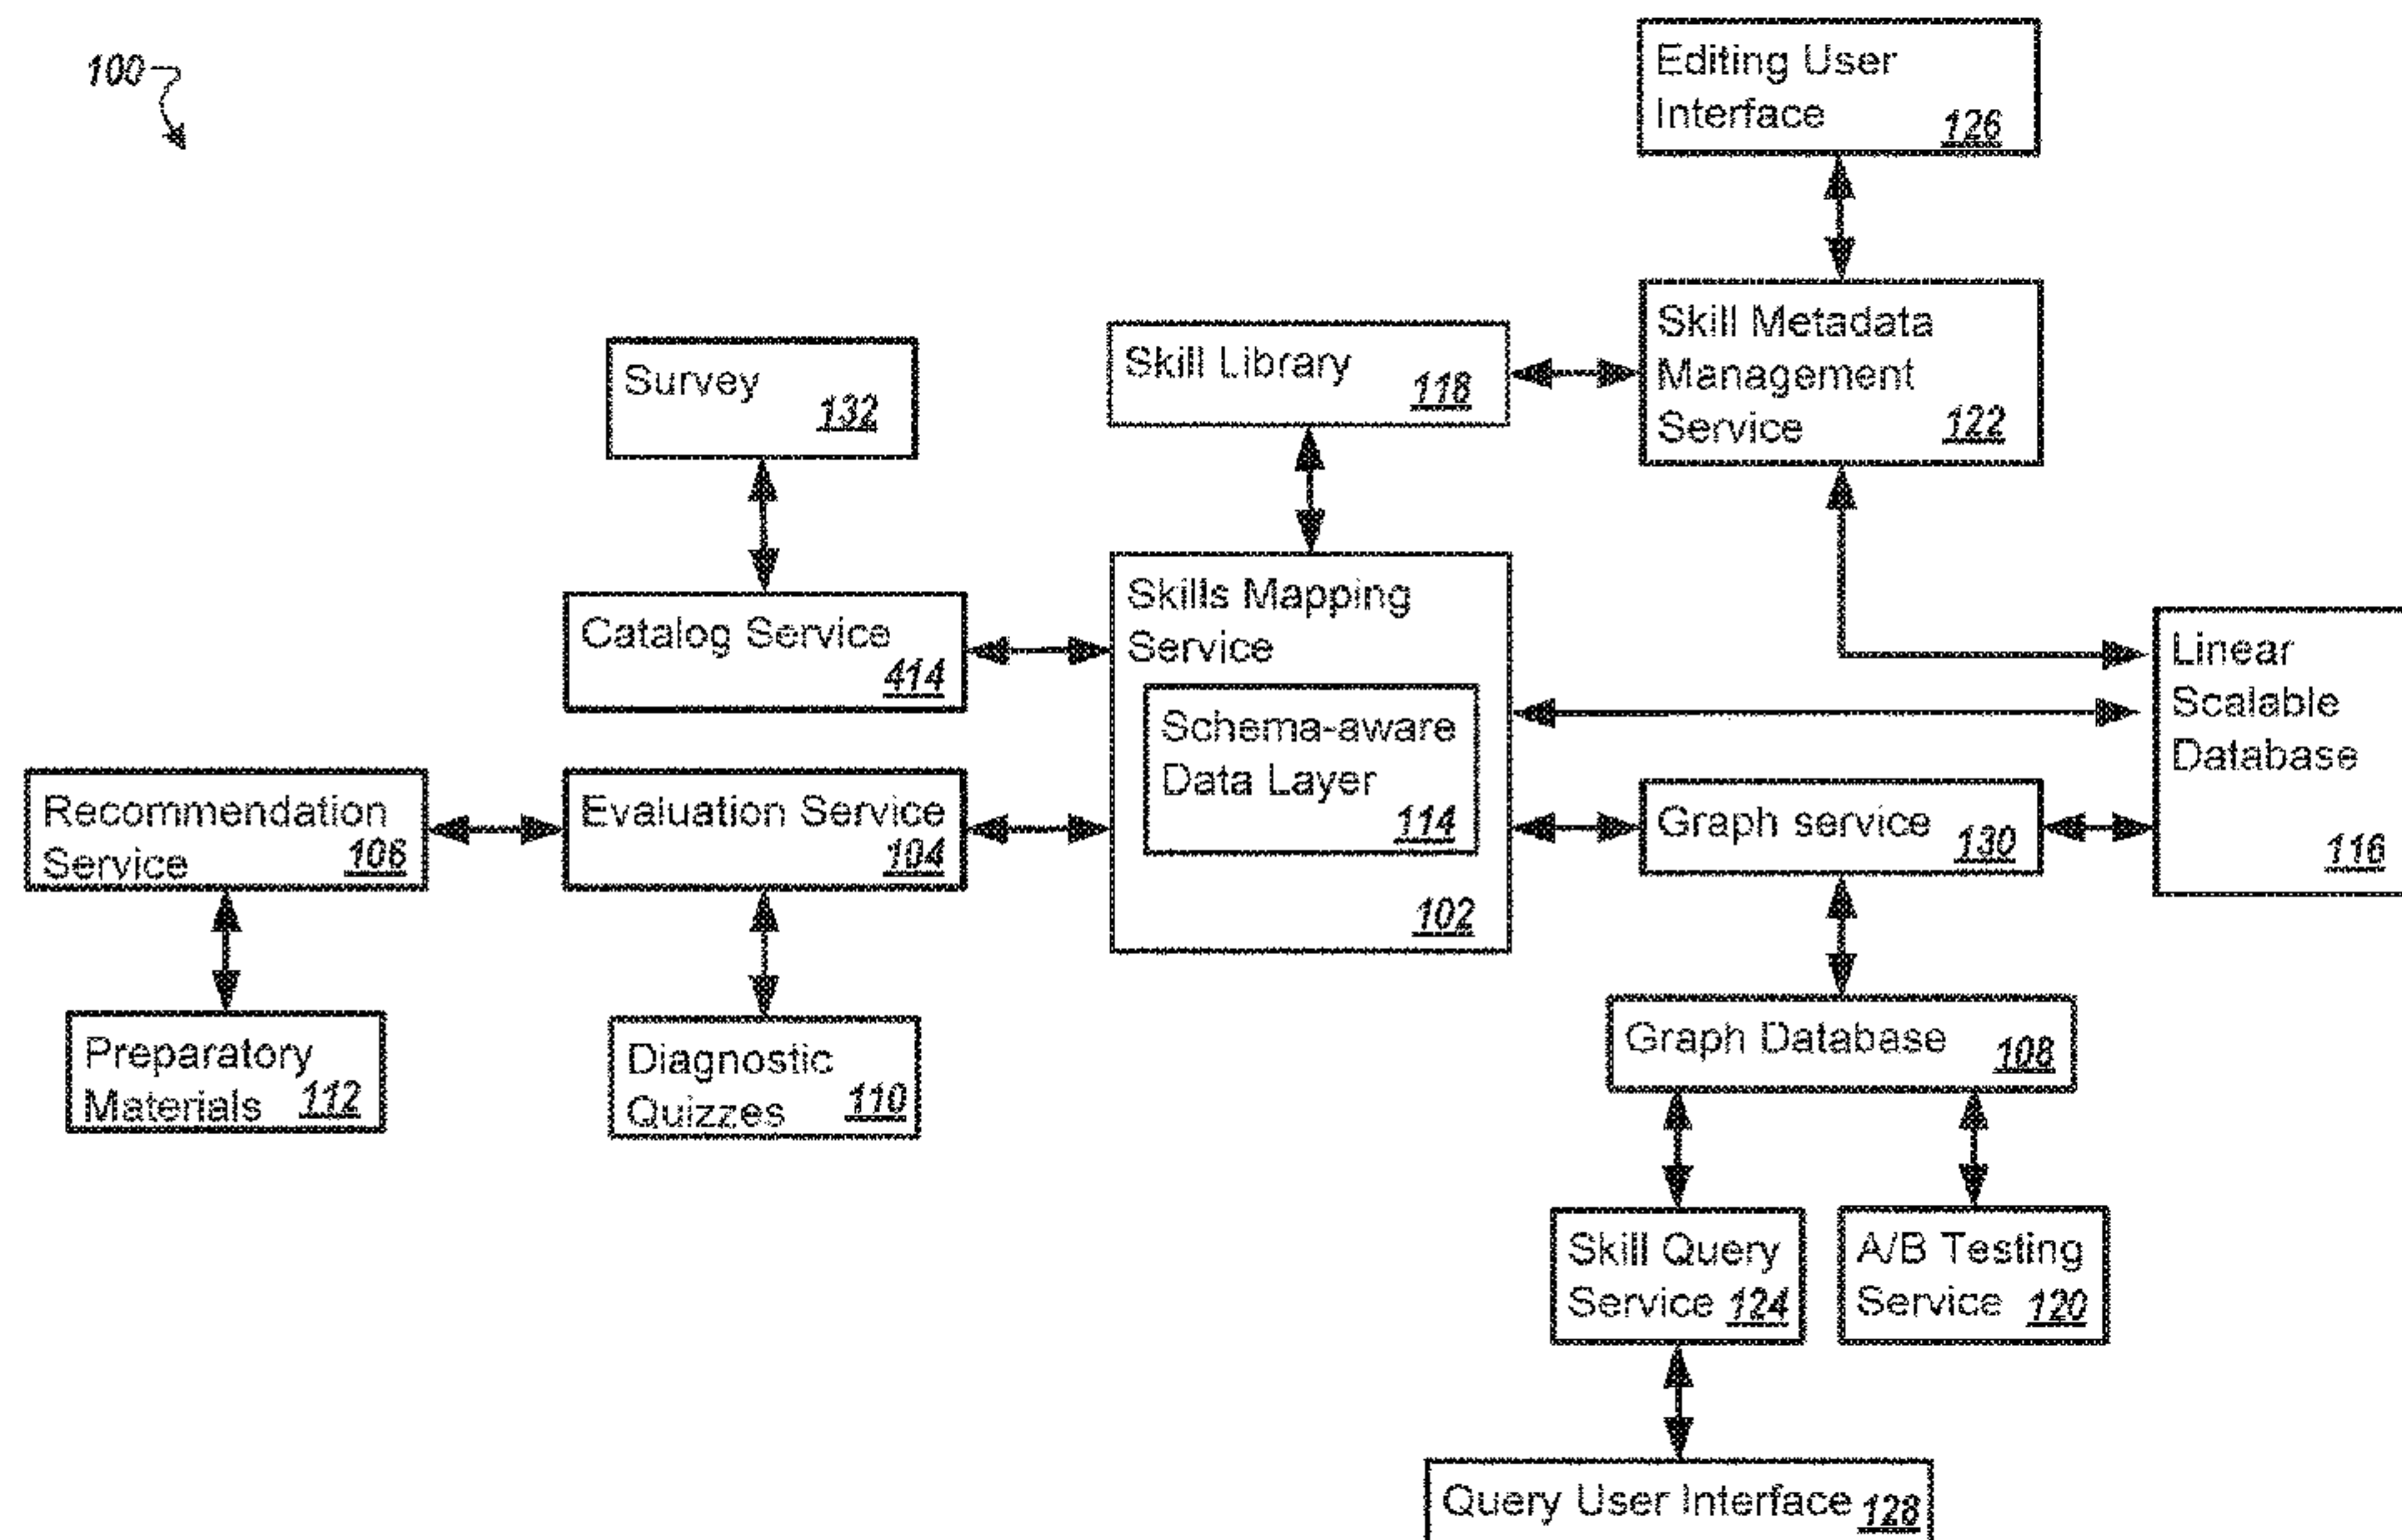 100
Editing User
Interface
126
Skill Metadata
Management
Service
122
Skill Library
118
Survey
132
Catalog Service
414
Skills Mapping
Service
Schema-aware
Data Layer
114
102
Linear
Scalable
Database
116
Recommendation
Service
106
Evaluation Service
104
Graph service
130
Preparatory
Materials 112
Diagnostic
Quizzes 110
Graph Database
108
Skill Query
Service 124
A/B Testing
Service 120
Query User Interface 128